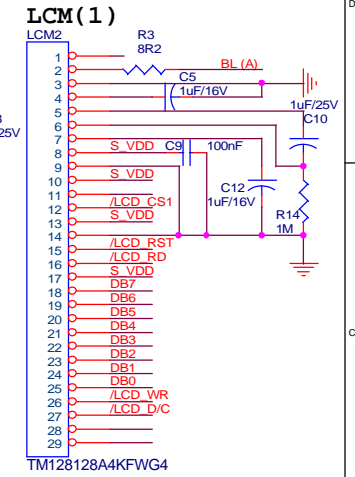 LCM(1)
LCM2
R3
8R2
BL (A)
C5
1uF/16V
1uF/25V
C10
25V
S_VDD
C9
100nF
S_VDD
C12
1uF/16V
/LCD_CS1
S_VDD
R14
1M
/LCD_RST
/LCD_RD
S_VDD
DB7
DB6
DB5
DB4
DB3
DB2
DB1
DB0
/LCD_WR
/LCD_D/C
1
2
3
4
5
6
7
8
9
10
11
12
13
14
15
16
17
18
19
20
21
22
23
24
25
26
27
28
29
TM128128A4KFWG4
D
C